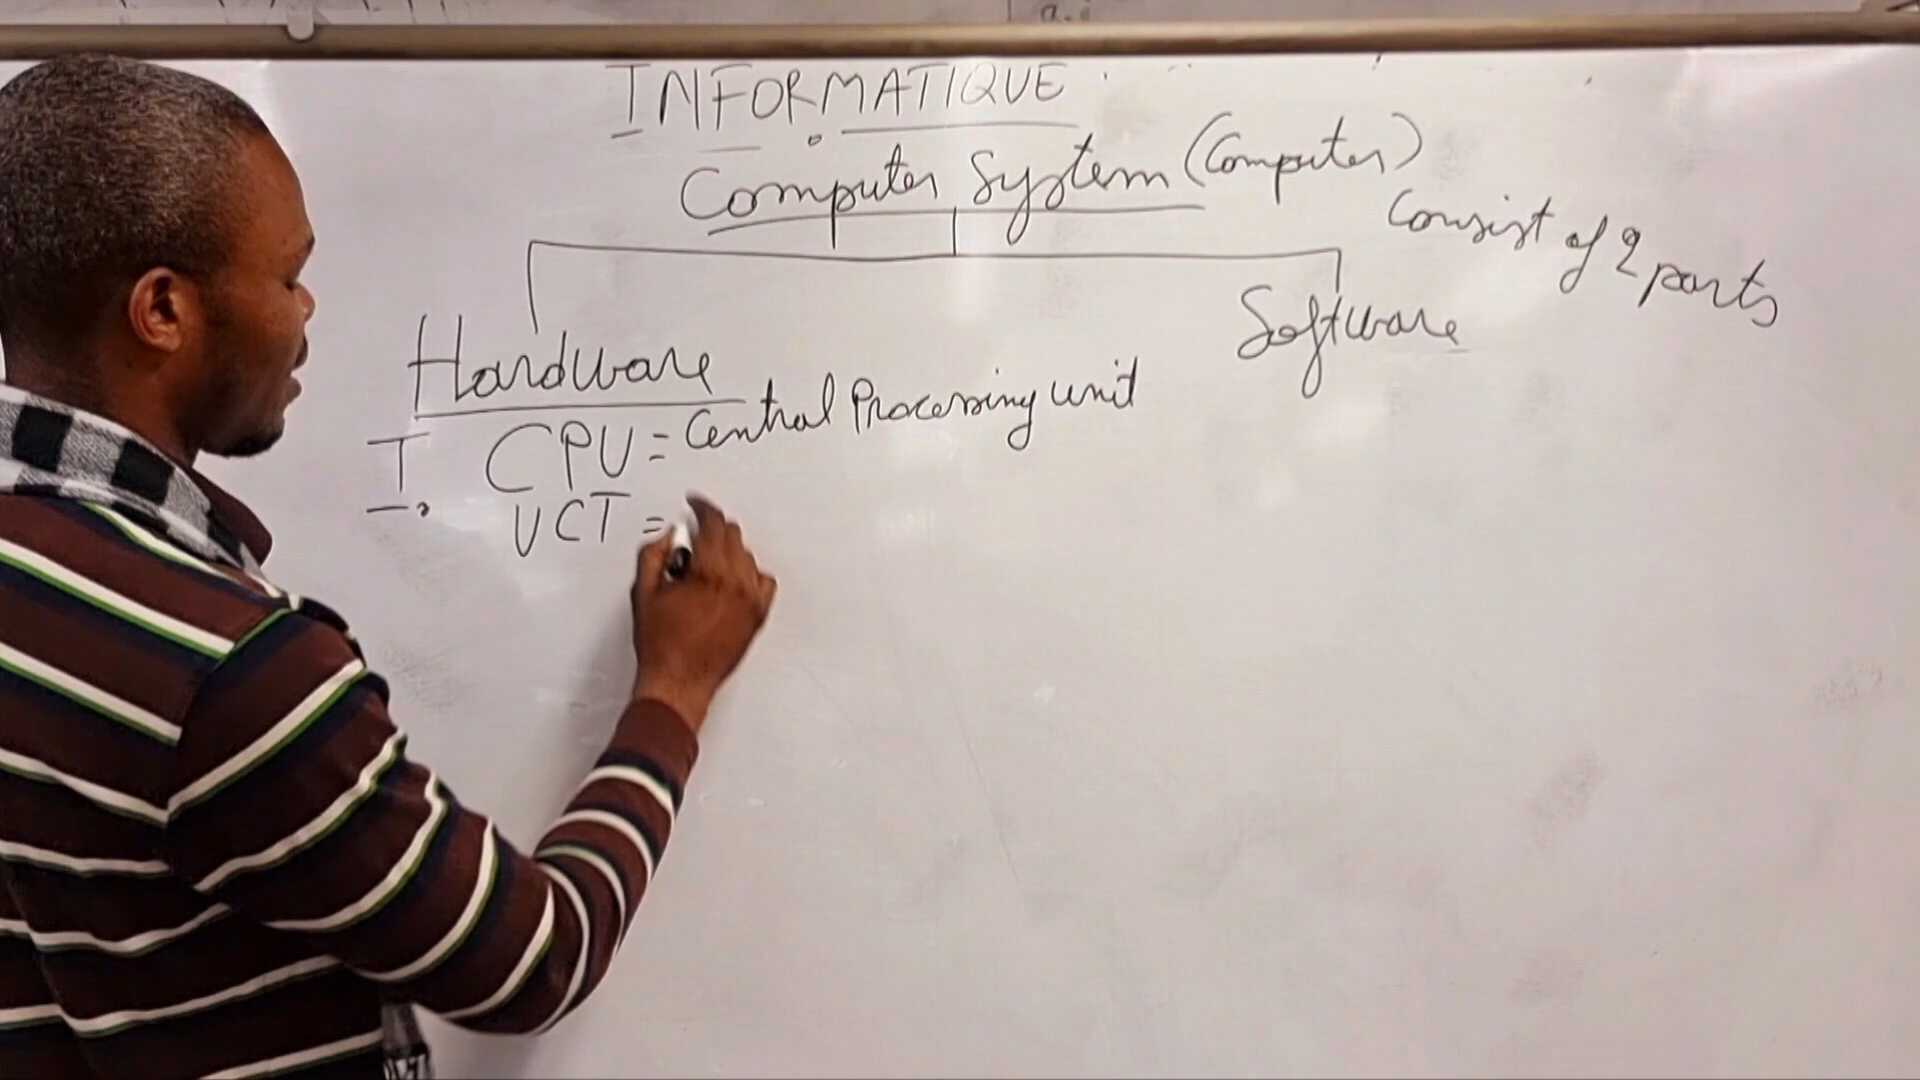 INFORMATIQUE
Computer System (Computer)
Consist of 2 parts
Hardware
Software
I. CPU = Central Processing unit
UCT =